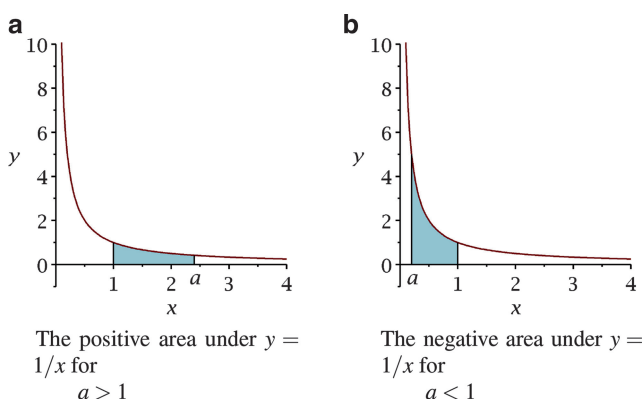 a
10
8
6
y
4
2
0
1
2
a
3
4
x
The positive area under y =
1/x for
a > 1
b
10
8
6
y
4
2
0
a
1
2
3
4
x
The negative area under y =
1/x for
a < 1